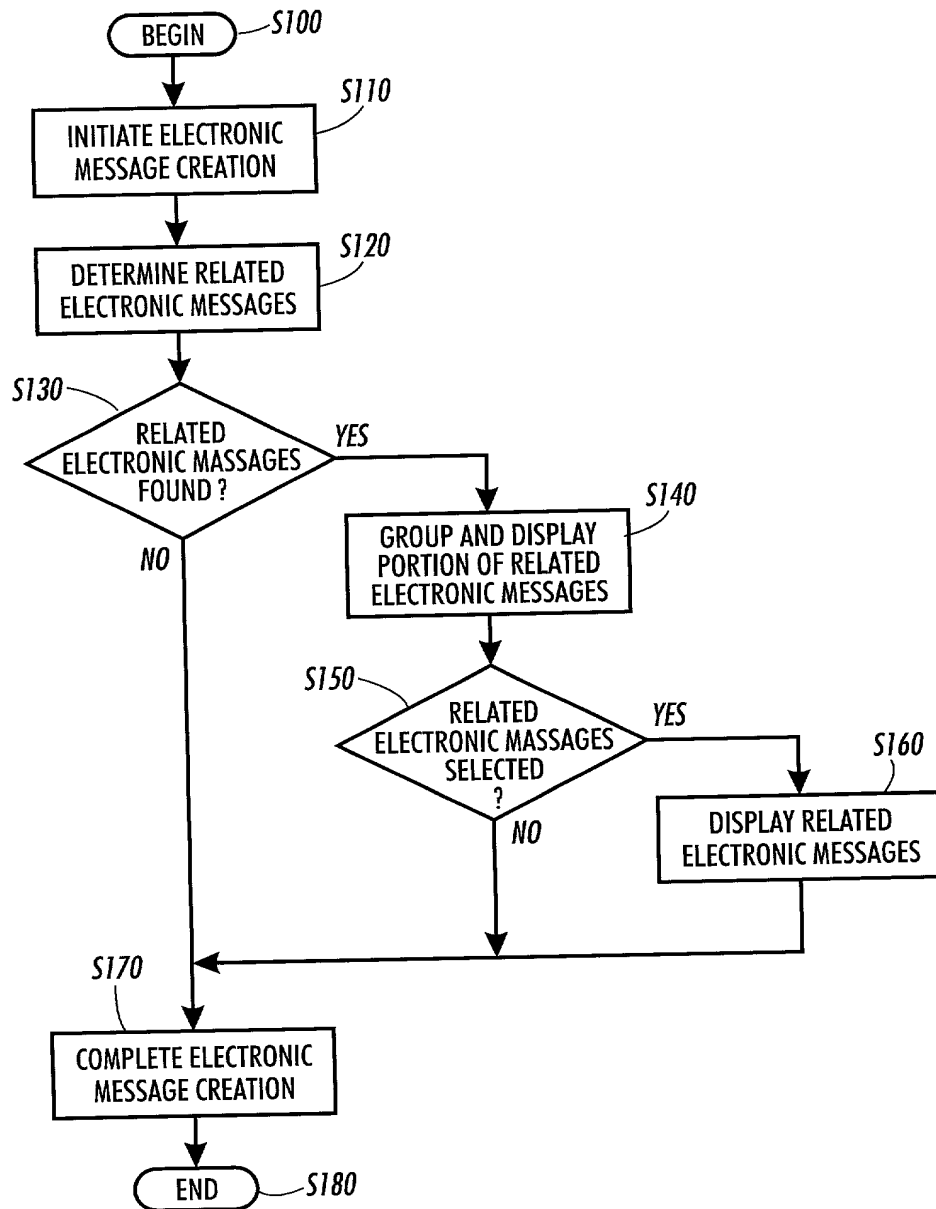 BEGIN
S100
S110
INITIATE ELECTRONIC
MESSAGE CREATION
S120
DETERMINE RELATED
ELECTRONIC MESSAGES
S130
RELATED
ELECTRONIC MASSAGES
FOUND ?
YES
NO
S140
GROUP AND DISPLAY
PORTION OF RELATED
ELECTRONIC MESSAGES
S150
RELATED
ELECTRONIC MASSAGES
SELECTED
?
YES
NO
S160
DISPLAY RELATED
ELECTRONIC MESSAGES
S170
COMPLETE ELECTRONIC
MESSAGE CREATION
END
S180